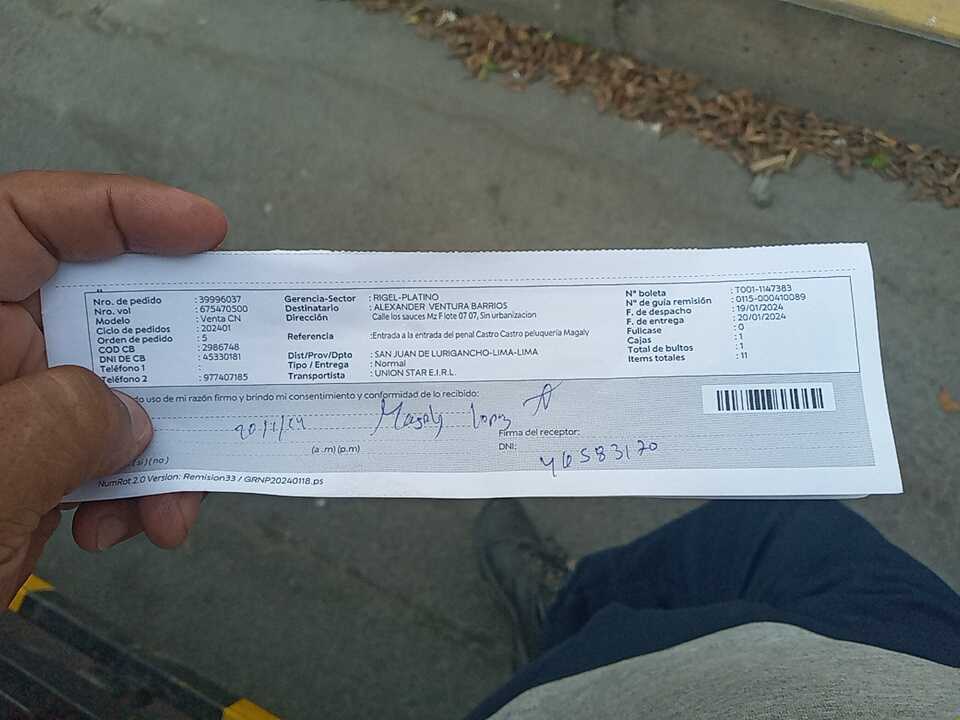 Nro. de pedido : 39996037
Nro. vol : 675470500
Modelo : Venta CN
Ciclo de pedidos : 202401
Orden de pedido : 5
COD CB : 2986748
DNI DE CB : 45330181
Teléfono 1 :
Teléfono 2 : 977407185
Gerencia-Sector : RIGEL-PLATINO
Destinatario : ALEXANDER VENTURA BARRIOS
Dirección Calle los sauces Mz F lote 07 07, Sin urbanizacion
Referencia :Entrada a la entrada del penal Castro Castro peluquería Magaly
Dist/Prov/Dpto : SAN JUAN DE LURIGANCHO-LIMA-LIMA
Tipo / Entrega : Normal
Transportista : UNION STAR E.I.R.L.
N° boleta : T001-1147383
N° de guía remisión : 0115-000410089
F. de despacho : 19/01/2024
F. de entrega : 20/01/2024
Fullcase : 0
Cajas : 1
Total de bultos : 1
Items totales : 11
do uso de mi razón firmo y brindo mi consentimiento y conformidad de lo recibido:
20/1/24 Magaly Lopez
Firma del receptor:
(a .m) (p.m)
DNI: 46583120
(si) (no)
NumRot 2.0 Version: Remision33 / GRNP20240118.ps